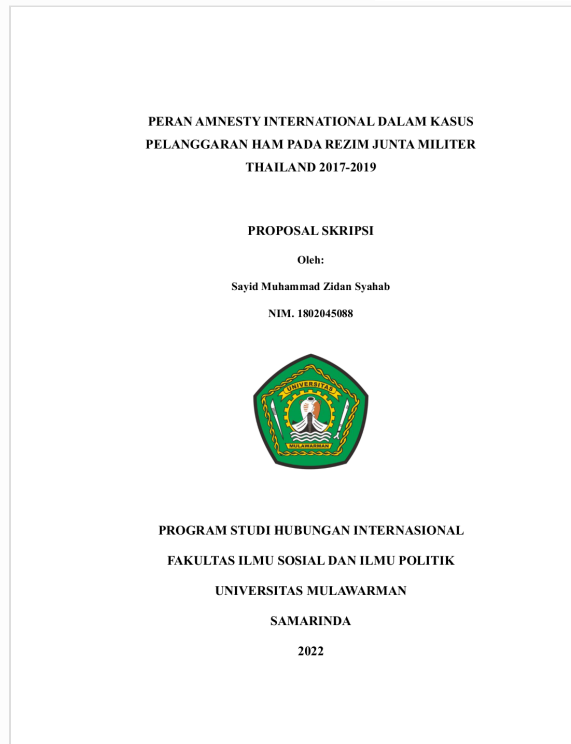 PERAN AMNESTY INTERNATIONAL DALAM KASUS
PELANGGARAN HAM PADA REZIM JUNTA MILITER
THAILAND 2017-2019
PROPOSAL SKRIPSI
Oleh:
Sayid Muhammad Zidan Syahab
NIM. 1802045088
UNIVERSITAS
MULAWARMAN
PROGRAM STUDI HUBUNGAN INTERNASIONAL
FAKULTAS ILMU SOSIAL DAN ILMU POLITIK
UNIVERSITAS MULAWARMAN
SAMARINDA
2022